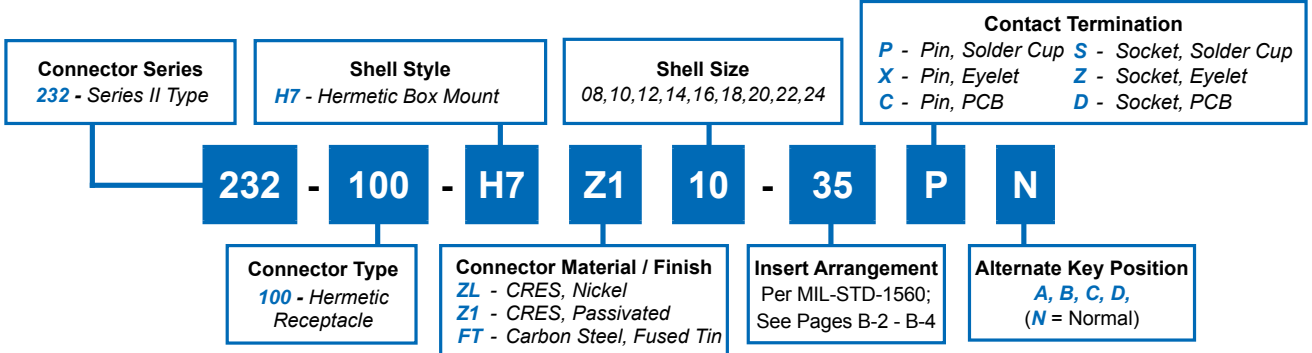 Contact Termination
P - Pin, Solder Cup S - Socket, Solder Cup
X - Pin, Eyelet Z - Socket, Eyelet
C - Pin, PCB D - Socket, PCB
Connector Series
232 - Series II Type
Shell Style
H7 - Hermetic Box Mount
Shell Size
08,10,12,14,16,18,20,22,24
232 - 100 - H7 Z1 10 - 35 P N
Connector Type
100 - Hermetic
Receptacle
Connector Material / Finish
ZL - CRES, Nickel
Z1 - CRES, Passivated
FT - Carbon Steel, Fused Tin
Insert Arrangement
Per MIL-STD-1560;
See Pages B-2 - B-4
Alternate Key Position
A, B, C, D,
(N = Normal)